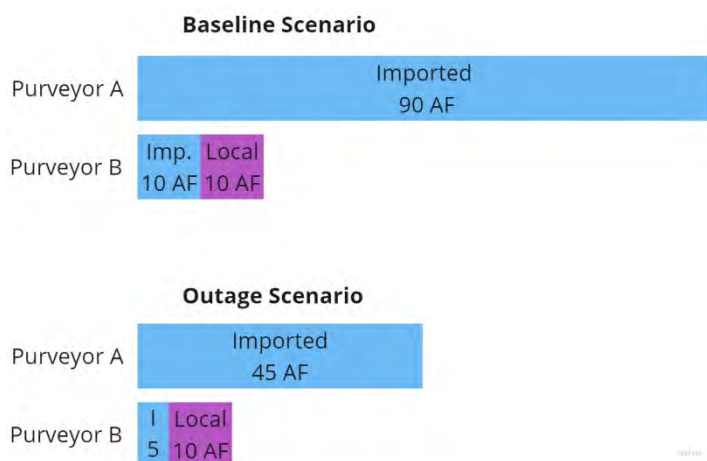 Baseline Scenario
Purveyor A
Imported
90 AF
Purveyor B
Imp. Local
10 AF 10 AF
Outage Scenario
Purveyor A
Imported
45 AF
Purveyor B
I Local
5 10 AF